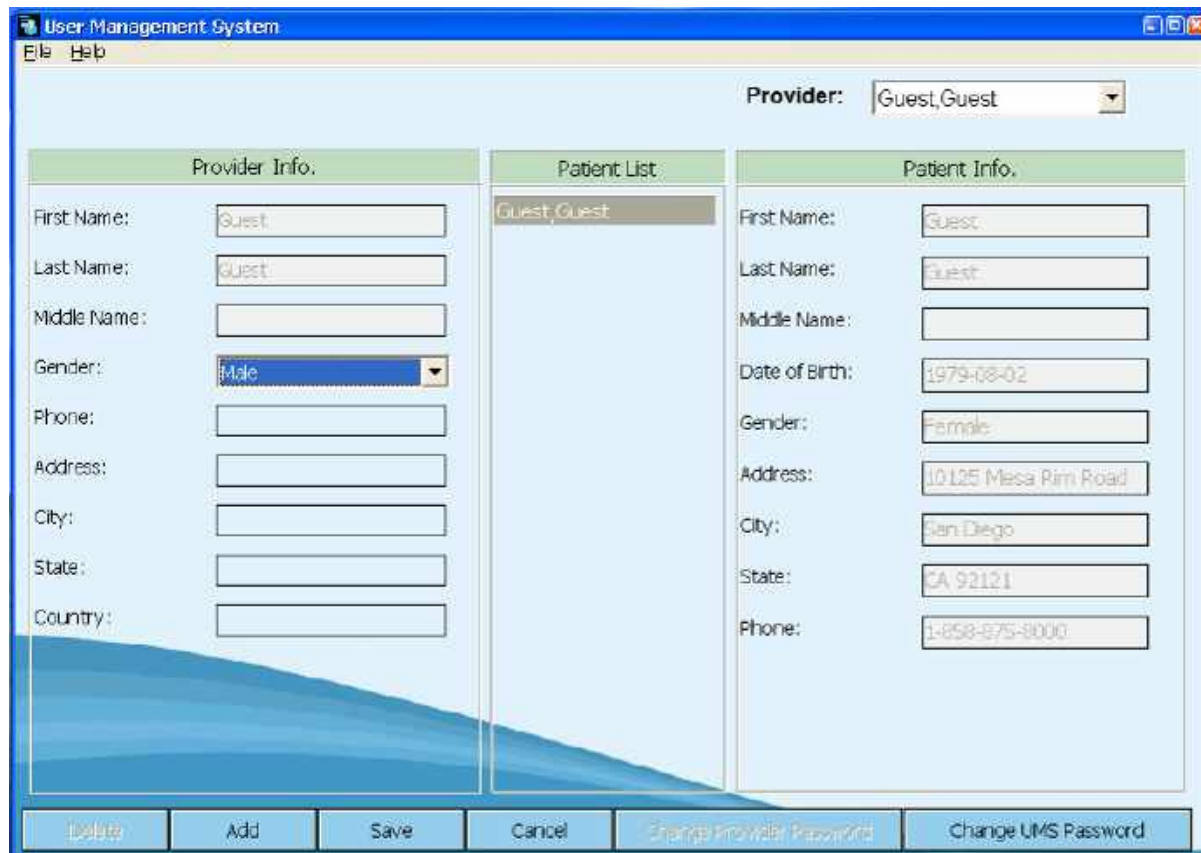 User Management System
File Help
Provider: Guest,Guest
Provider Info.
First Name: Guest
Last Name: Guest
Middle Name:
Gender: Male
Phone:
Address:
City:
State:
Country:
Patient List
Guest,Guest
Patient Info.
First Name: Guest
Last Name: Guest
Middle Name:
Date of Birth: 1979-08-02
Gender: Female
Address: 10125 Mesa Rim Road
City: San Diego
State: CA 92121
Phone: 1-858-875-8000
Delete Add Save Cancel Change Provider Password Change UMS Password